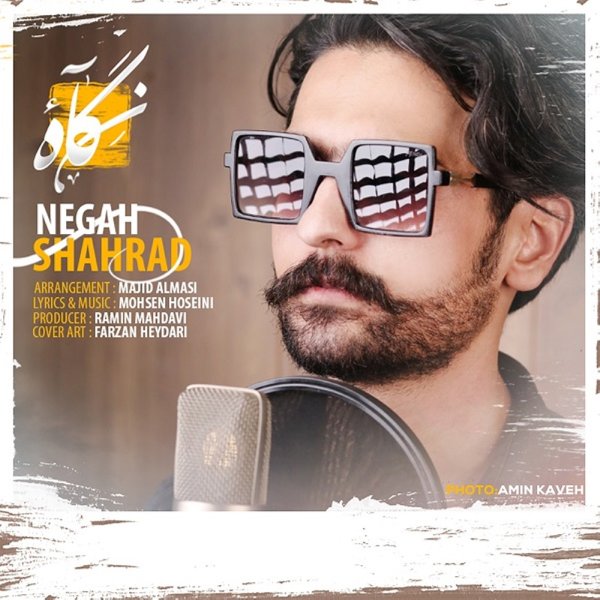 نگاه
NEGAH
SHAHRAD
ARRANGEMENT : MAJID ALMASI
LYRICS & MUSIC : MOHSEN HOSEINI
PRODUCER : RAMIN MAHDAVI
COVER ART : FARZAN HEYDARI
PHOTO:AMIN KAVEH